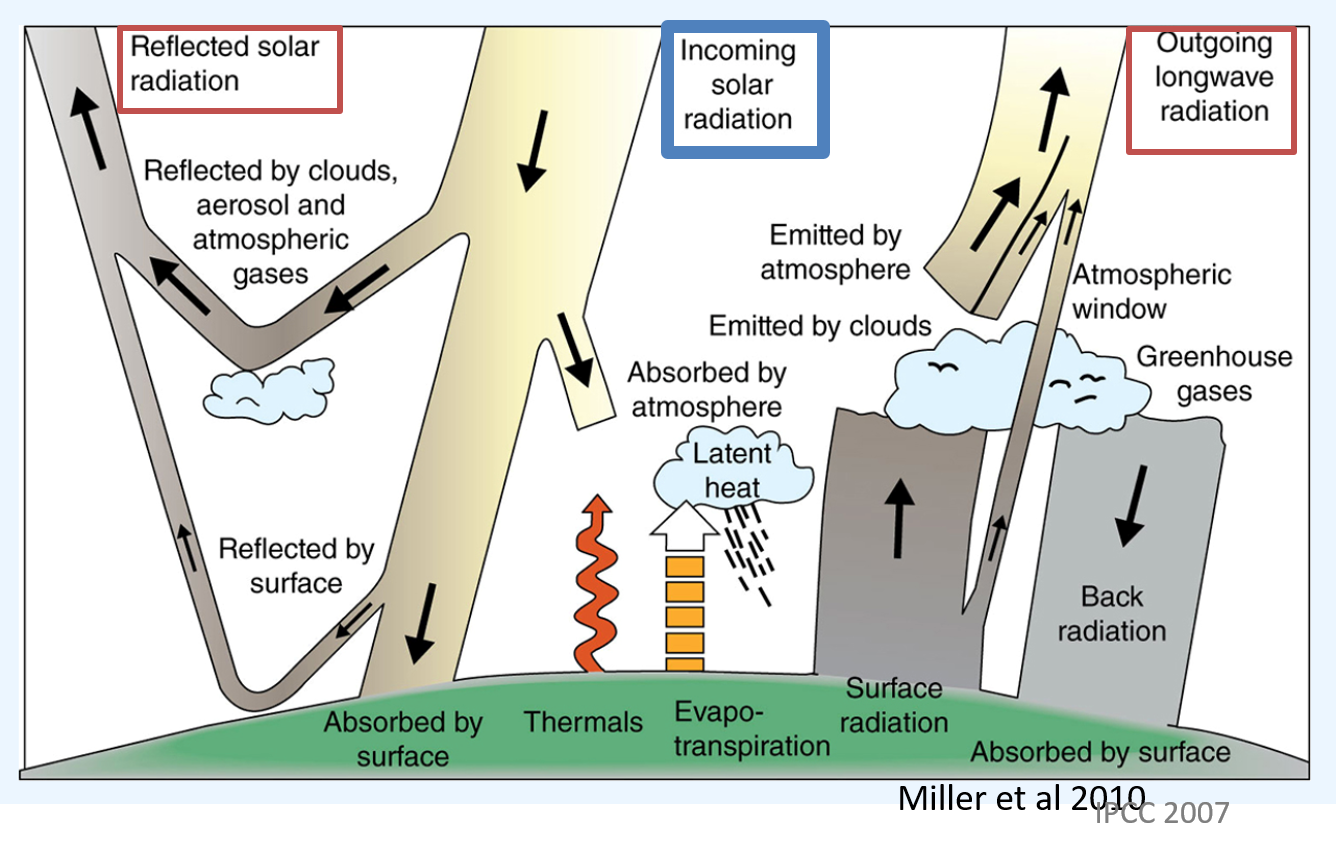 Reflected solar
radiation
Incoming
solar
radiation
Outgoing
longwave
radiation
Reflected by clouds,
aerosol and
atmospheric
gases
Emitted by
atmosphere
Atmospheric
window
Emitted by clouds
Greenhouse
gases
Absorbed by
atmosphere
Latent
heat
Reflected by
surface
Back
radiation
Absorbed by
surface
Thermals
Evapo-
transpiration
Surface
radiation
Absorbed by surface
Miller et al 2010
IPCC 2007